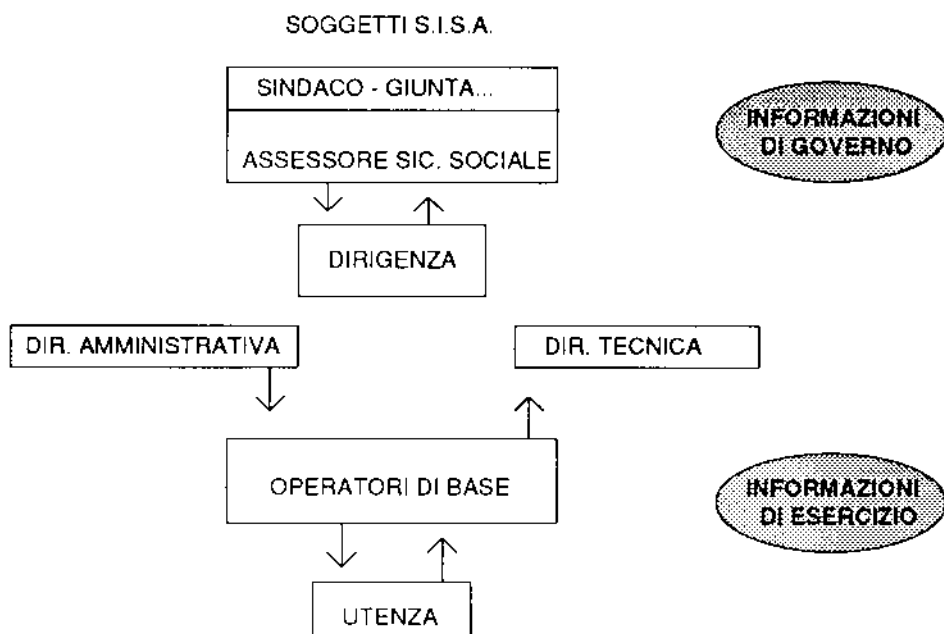 SOGGETTI S.I.S.A.
SINDACO - GIUNTA...
ASSESSORE SIC. SOCIALE
INFORMAZIONI
DI GOVERNO
DIRIGENZA
DIR. AMMINISTRATIVA
DIR. TECNICA
OPERATORI DI BASE
INFORMAZIONI
DI ESERCIZIO
UTENZA